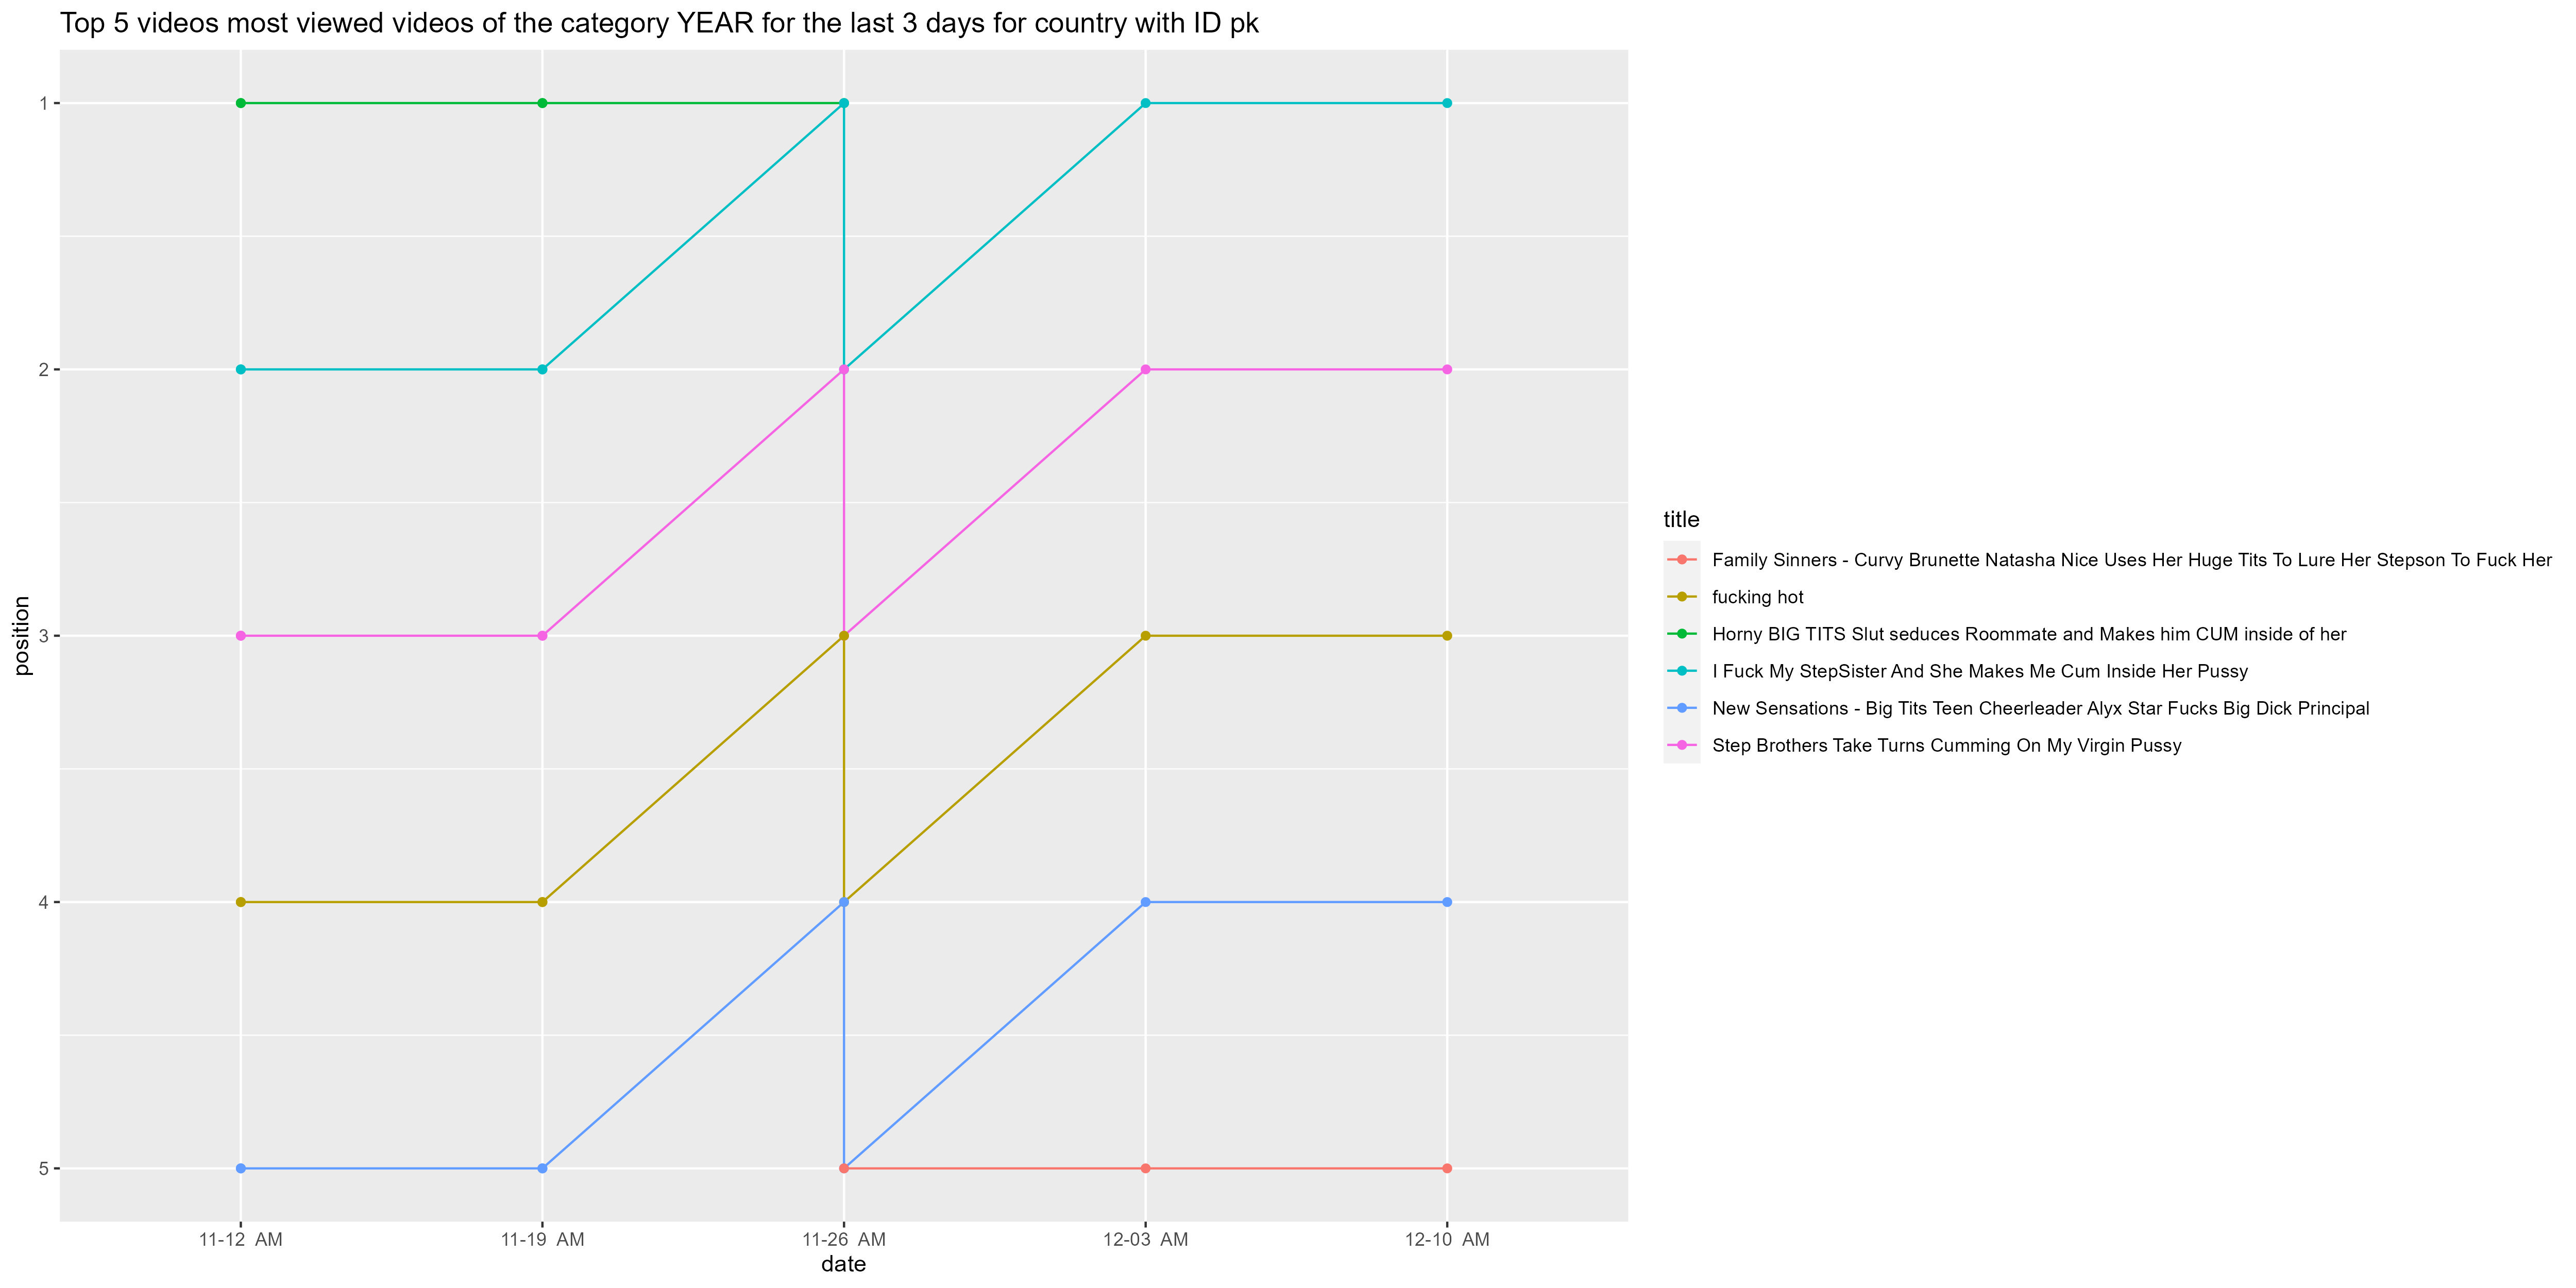 Top 5 videos most viewed videos of the category YEAR for the last 3 days for country with ID pk
1
2
3
4
5
position
11-12 AM
11-19 AM
11-26 AM
12-03 AM
12-10 AM
date
title
Family Sinners - Curvy Brunette Natasha Nice Uses Her Huge Tits To Lure Her Stepson To Fuck Her
fucking hot
Horny BIG TITS Slut seduces Roommate and Makes him CUM inside of her
I Fuck My StepSister And She Makes Me Cum Inside Her Pussy
New Sensations - Big Tits Teen Cheerleader Alyx Star Fucks Big Dick Principal
Step Brothers Take Turns Cumming On My Virgin Pussy